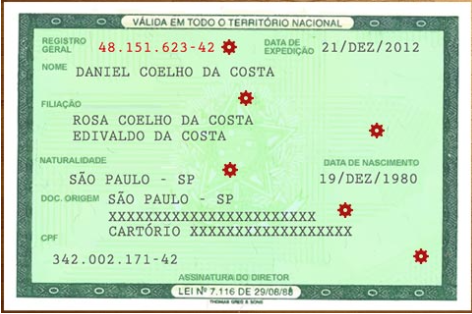 VÁLIDA EM TODO O TERRITÓRIO NACIONAL
REGISTRO GERAL 48.151.623-42 DATA DE EXPEDIÇÃO 21/DEZ/2012
NOME DANIEL COELHO DA COSTA
FILIAÇÃO
ROSA COELHO DA COSTA
EDIVALDO DA COSTA
NATURALIDADE DATA DE NASCIMENTO
SÃO PAULO - SP 19/DEZ/1980
DOC. ORIGEM SÃO PAULO - SP
XXXXXXXXXXXXXXXXXXXXXXX
CARTÓRIO XXXXXXXXXXXXXXXXXX
CPF
342.002.171-42
ASSINATURA DO DIRETOR
LEI Nº 7.116 DE 29/08/83
THOMAS GREG & SONS